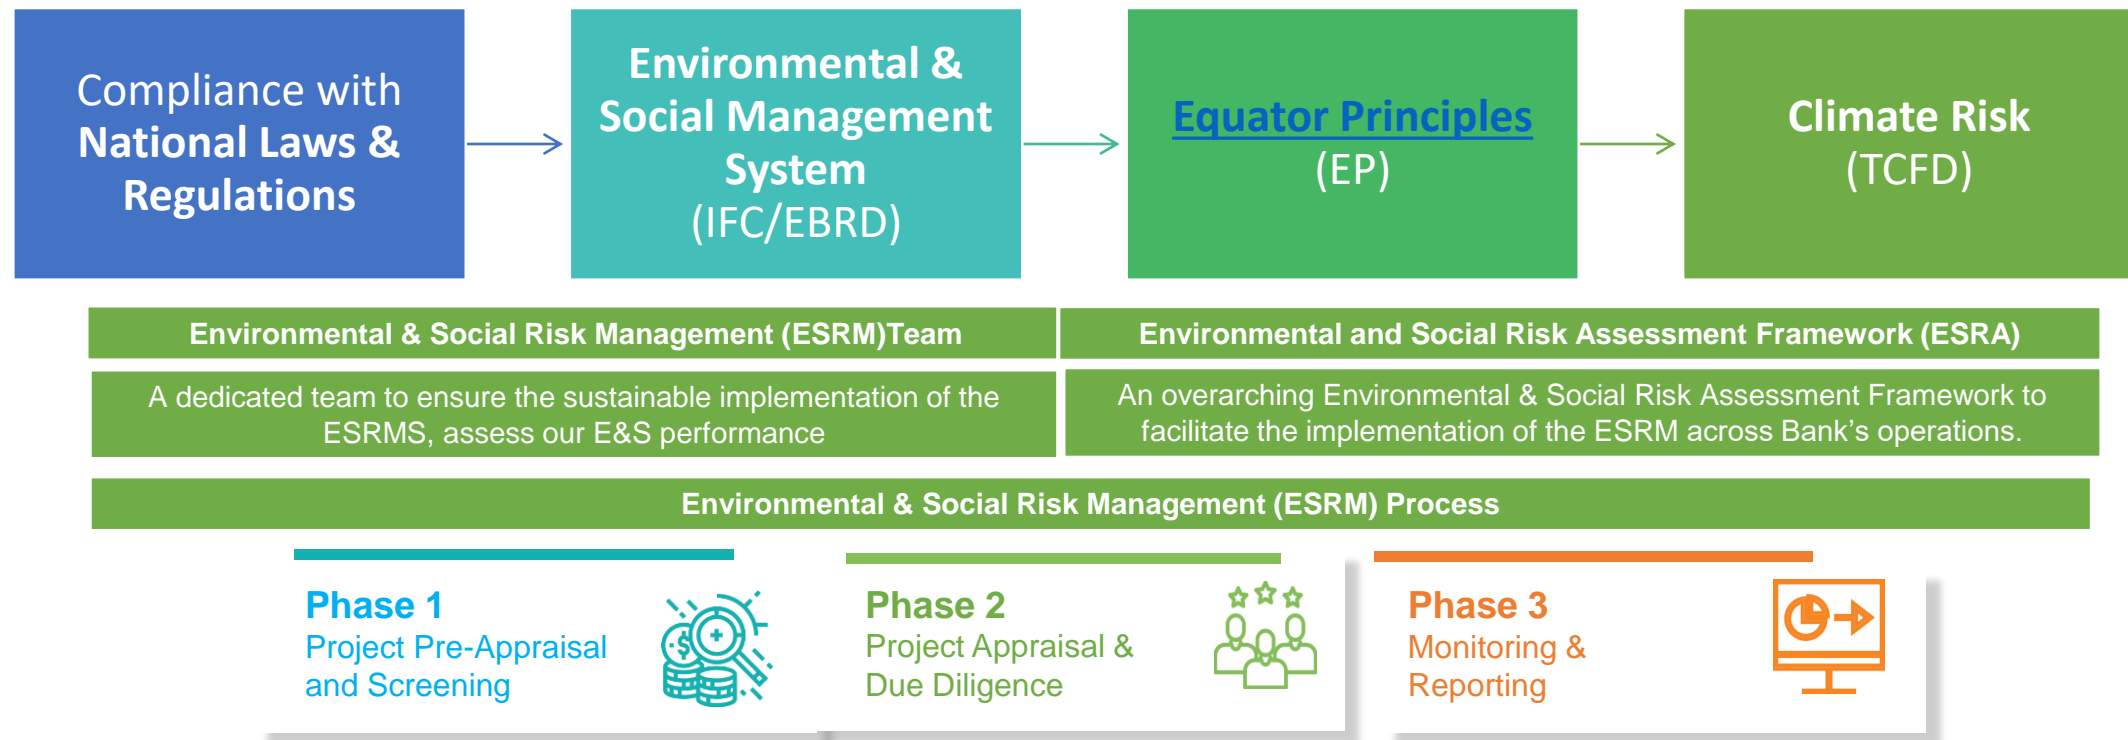 Compliance with
National Laws &
Regulations
Environmental &
Social Management
System
(IFC/EBRD)
Equator Principles
(EP)
Climate Risk
(TCFD)
Environmental & Social Risk Management (ESRM)Team
Environmental and Social Risk Assessment Framework (ESRA)
A dedicated team to ensure the sustainable implementation of the
ESRMS, assess our E&S performance
An overarching Environmental & Social Risk Assessment Framework to
facilitate the implementation of the ESRM across Bank’s operations.
Environmental & Social Risk Management (ESRM) Process
Phase 1
Project Pre-Appraisal
and Screening
Phase 2
Project Appraisal &
Due Diligence
Phase 3
Monitoring &
Reporting